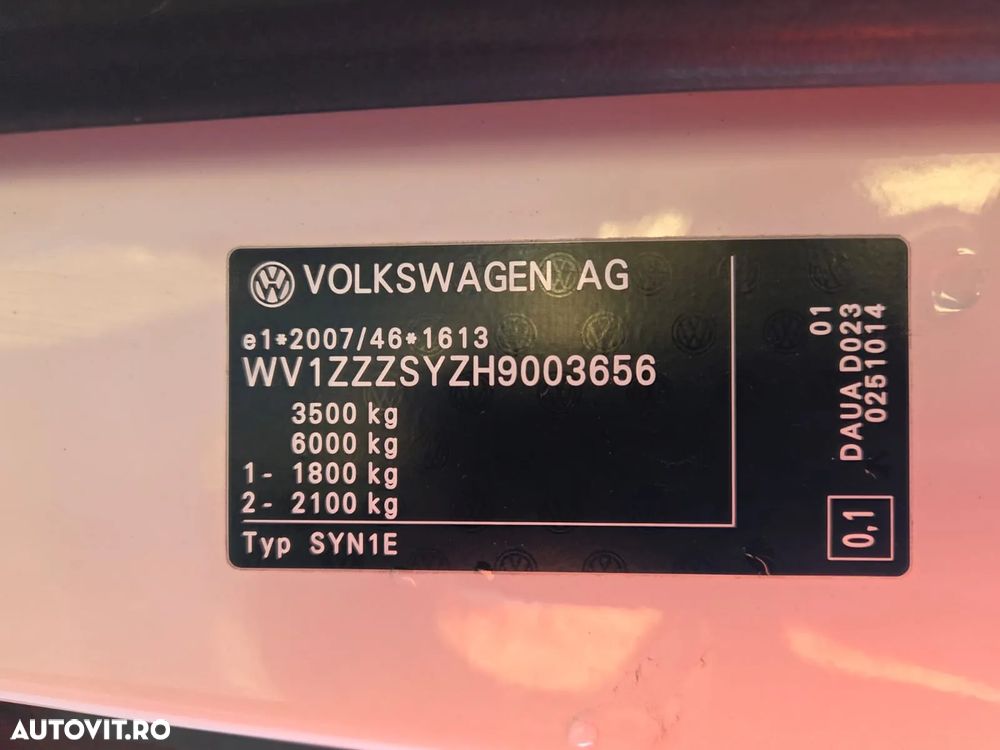 VOLKSWAGEN AG
e1*2007/46*1613
WV1ZZZSYZH9003656
3500 kg
6000 kg
1- 1800 kg
2- 2100 kg
Typ SYN1E
01
DAUA D023
0251014
0,1
AUTOVIT.RO